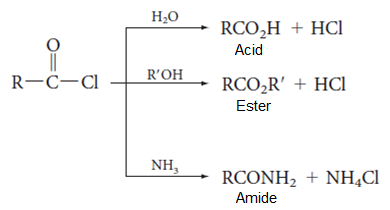 H₂O
RCO₂H + HCl
Acid
O
R—C—Cl
R′OH
RCO₂R′ + HCl
Ester
NH₃
RCONH₂ + NH₄Cl
Amide